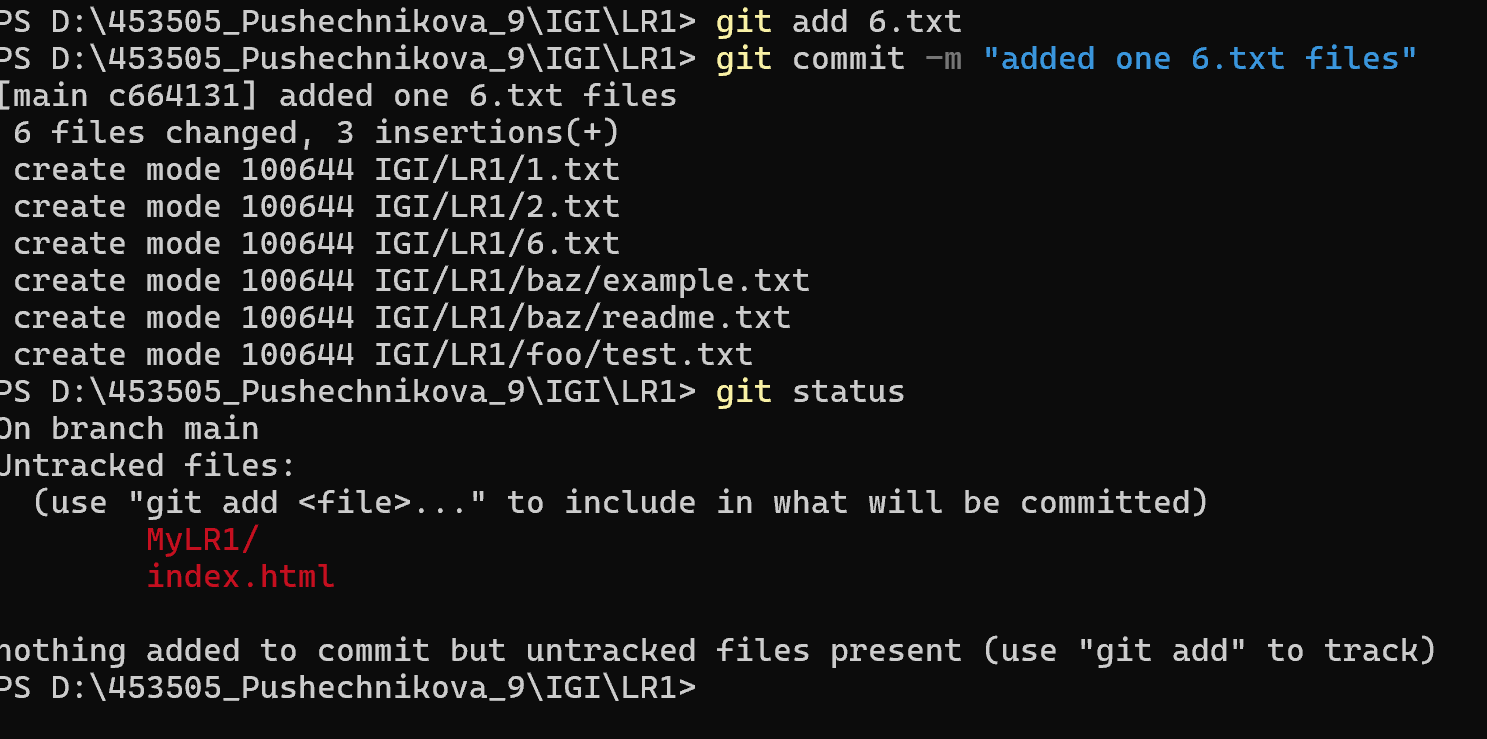 PS D:\453505_Pushechnikova_9\IGI\LR1> git add 6.txt
PS D:\453505_Pushechnikova_9\IGI\LR1> git commit -m "added one 6.txt files"
[main c664131] added one 6.txt files
 6 files changed, 3 insertions(+)
 create mode 100644 IGI/LR1/1.txt
 create mode 100644 IGI/LR1/2.txt
 create mode 100644 IGI/LR1/6.txt
 create mode 100644 IGI/LR1/baz/example.txt
 create mode 100644 IGI/LR1/baz/readme.txt
 create mode 100644 IGI/LR1/foo/test.txt
PS D:\453505_Pushechnikova_9\IGI\LR1> git status
On branch main
Untracked files:
  (use "git add <file>..." to include in what will be committed)
        MyLR1/
        index.html
nothing added to commit but untracked files present (use "git add" to track)
PS D:\453505_Pushechnikova_9\IGI\LR1>